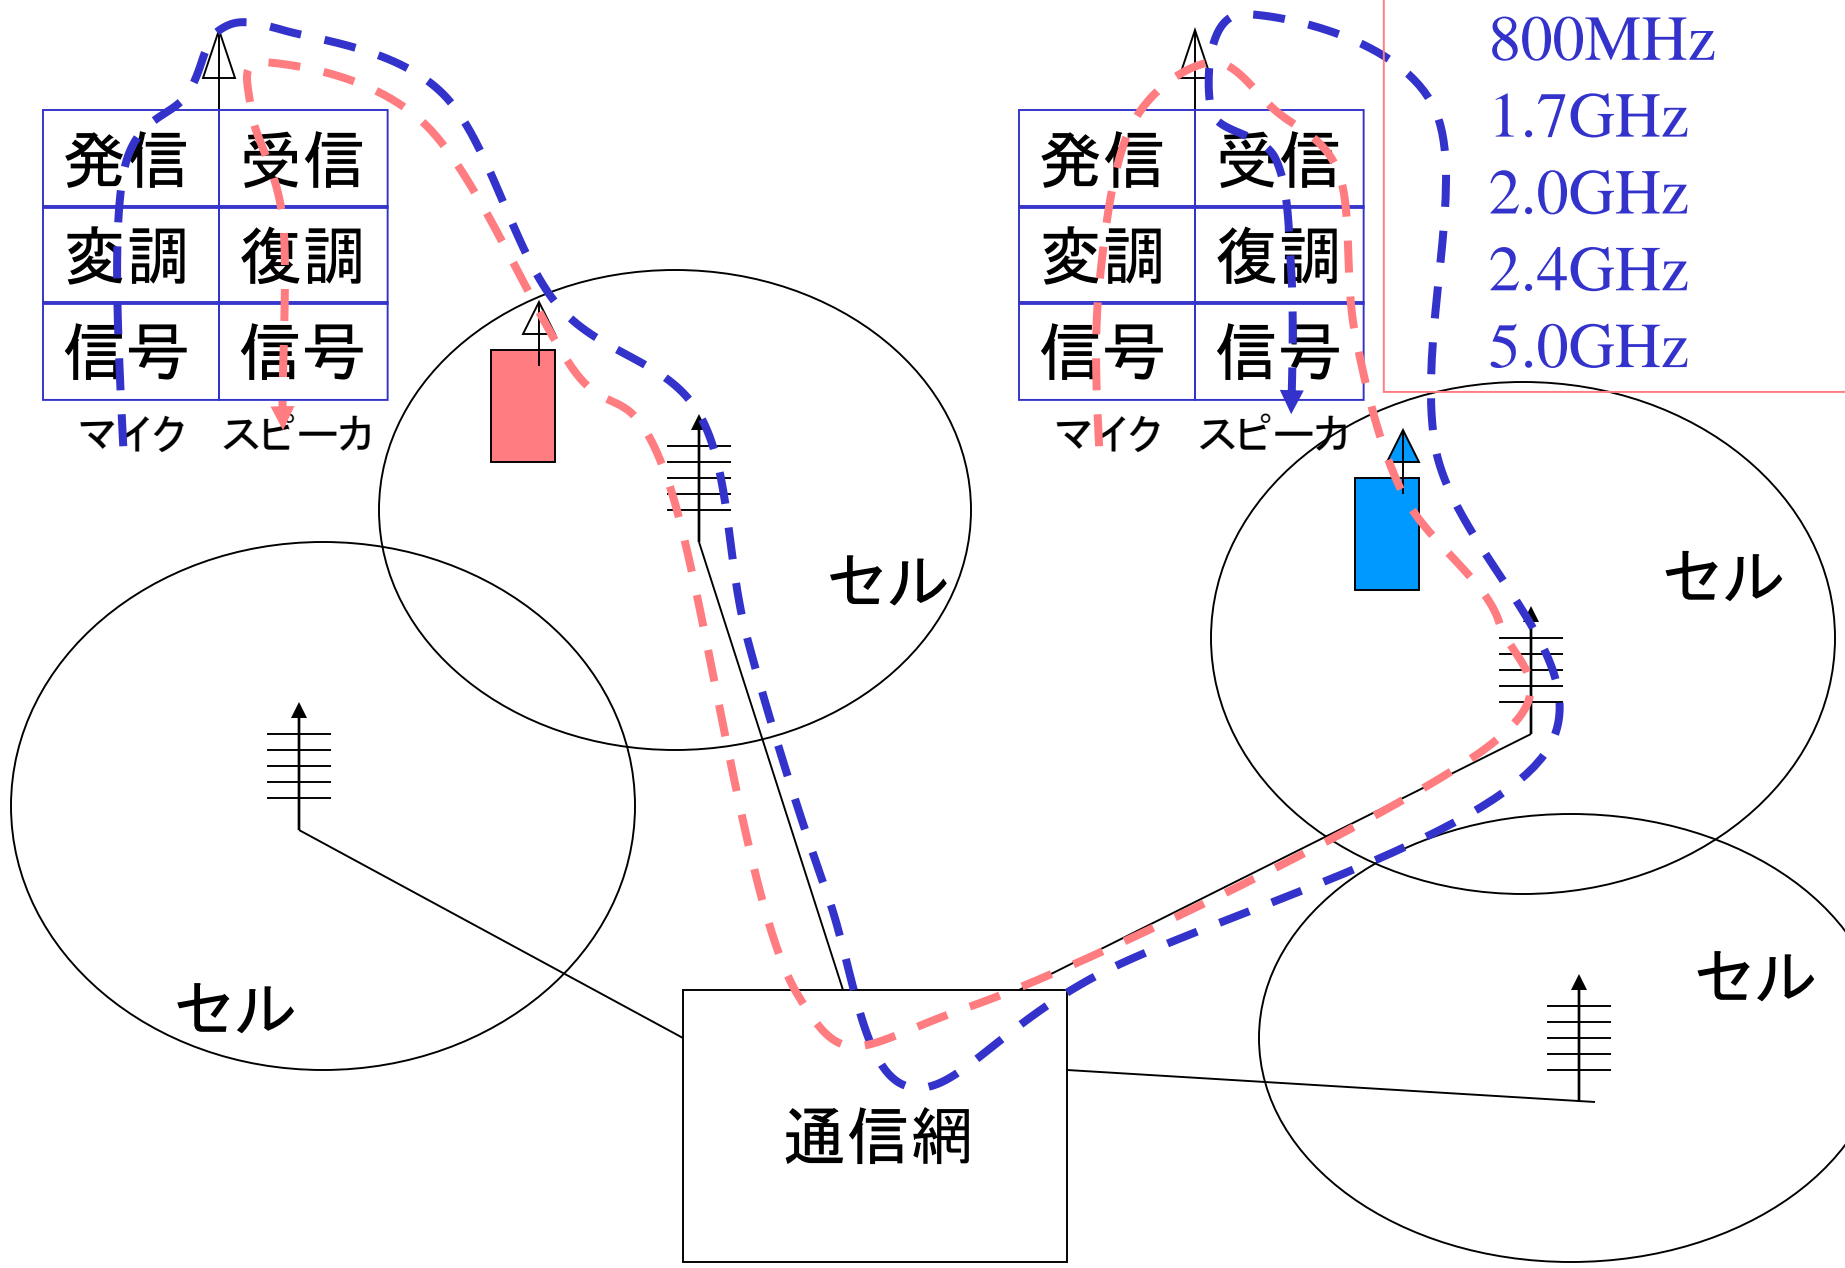 発信 受信
変調 復調
信号 信号
マイク スピーカ
発信 受信
変調 復調
信号 信号
マイク スピーカ
800MHz
1.7GHz
2.0GHz
2.4GHz
5.0GHz
セル
セル
セル
セル
通信網